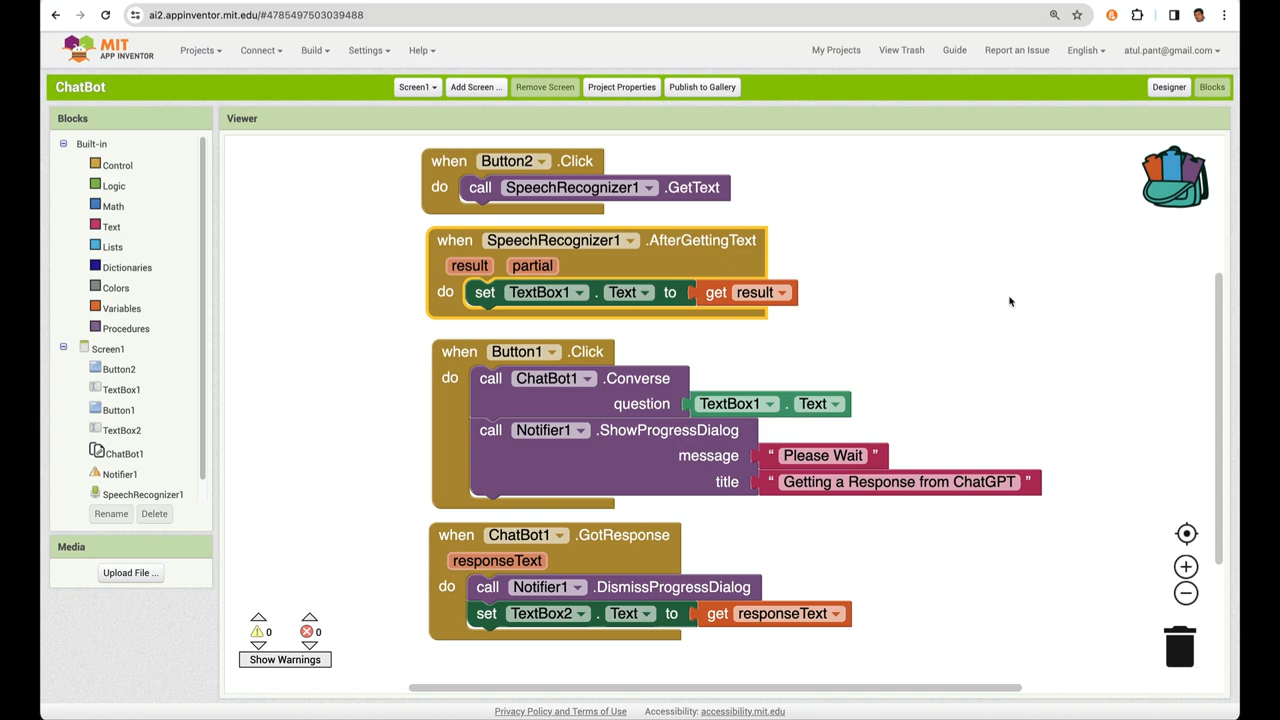 ai2.appinventor.mit.edu/#4785497503039488
MIT
APP INVENTOR
Projects
Connect
Build
Settings
Help
My Projects
View Trash
Guide
Report an Issue
English
atul.pant@gmail.com
ChatBot
Screen1
Add Screen ...
Remove Screen
Project Properties
Publish to Gallery
Designer
Blocks
Blocks
Built-in
Control
Logic
Math
Text
Lists
Dictionaries
Colors
Variables
Procedures
Screen1
Button2
TextBox1
Button1
TextBox2
ChatBot1
Notifier1
SpeechRecognizer1
Rename
Delete
Media
Upload File ...
Viewer
when Button2 .Click
do call SpeechRecognizer1 .GetText
when SpeechRecognizer1 .AfterGettingText
result partial
do set TextBox1 . Text to get result
when Button1 .Click
do call ChatBot1 .Converse
question TextBox1 . Text
call Notifier1 .ShowProgressDialog
message “ Please Wait ”
title “ Getting a Response from ChatGPT ”
when ChatBot1 .GotResponse
responseText
do call Notifier1 .DismissProgressDialog
set TextBox2 . Text to get responseText
0
0
Show Warnings
Privacy Policy and Terms of Use
Accessibility: accessibility.mit.edu